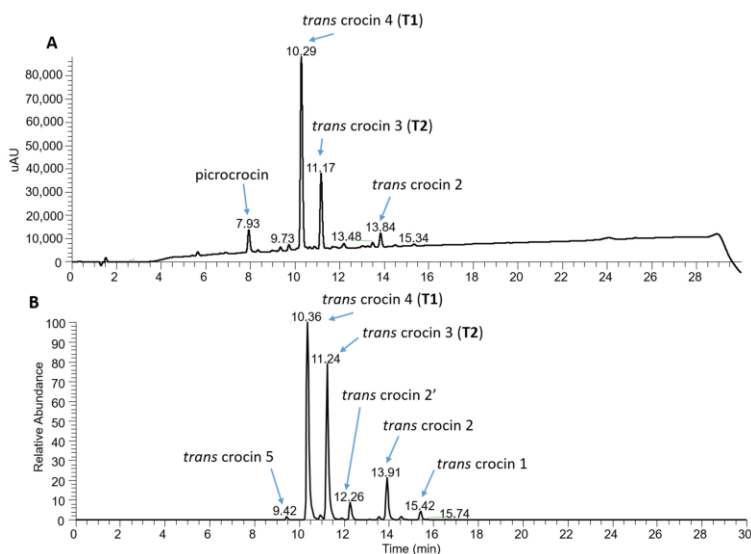 trans crocin 4 (T1)
A
10.29
80,000
70,000
60,000
50,000
40,000
30,000
20,000
10,000
0
uAU
trans crocin 3 (T2)
11.17
picrocrocin
7.93
trans crocin 2
9.73
13.48
13.84
15.34
0 2 4 6 8 10 12 14 16 18 20 22 24 26 28
B
trans crocin 4 (T1)
10.36
100
90
80
70
60
50
40
30
20
10
0
Relative Abundance
trans crocin 3 (T2)
11.24
trans crocin 2′
trans crocin 2
trans crocin 5
13.91
trans crocin 1
12.26
9.42
15.42
15.74
0 2 4 6 8 10 12 14 16 18 20 22 24 26 28 30
Time (min)